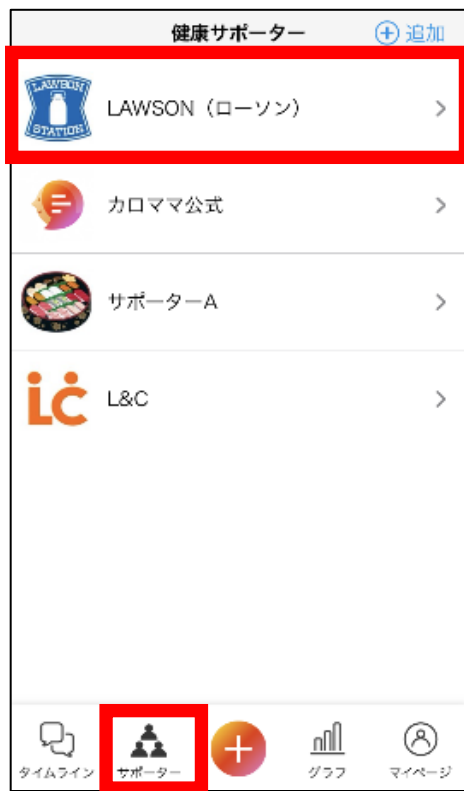 健康サポーター
追加
LAWSON
STATION
LAWSON（ローソン）
カロママ公式
サポーターA
L&C
タイムライン
サポーター
グラフ
マイページ